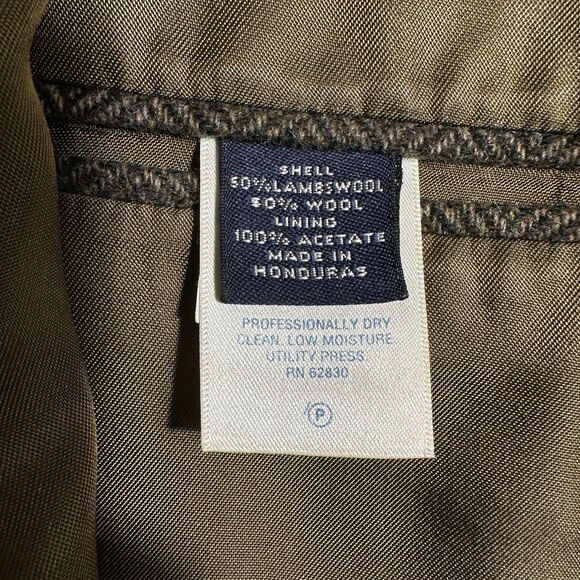 SHELL
50% LAMBSWOOL
50% WOOL
LINING
100% ACETATE
MADE IN
HONDURAS
PROFESSIONALLY DRY
CLEAN. LOW MOISTURE.
UTILITY PRESS.
RN 62830
P